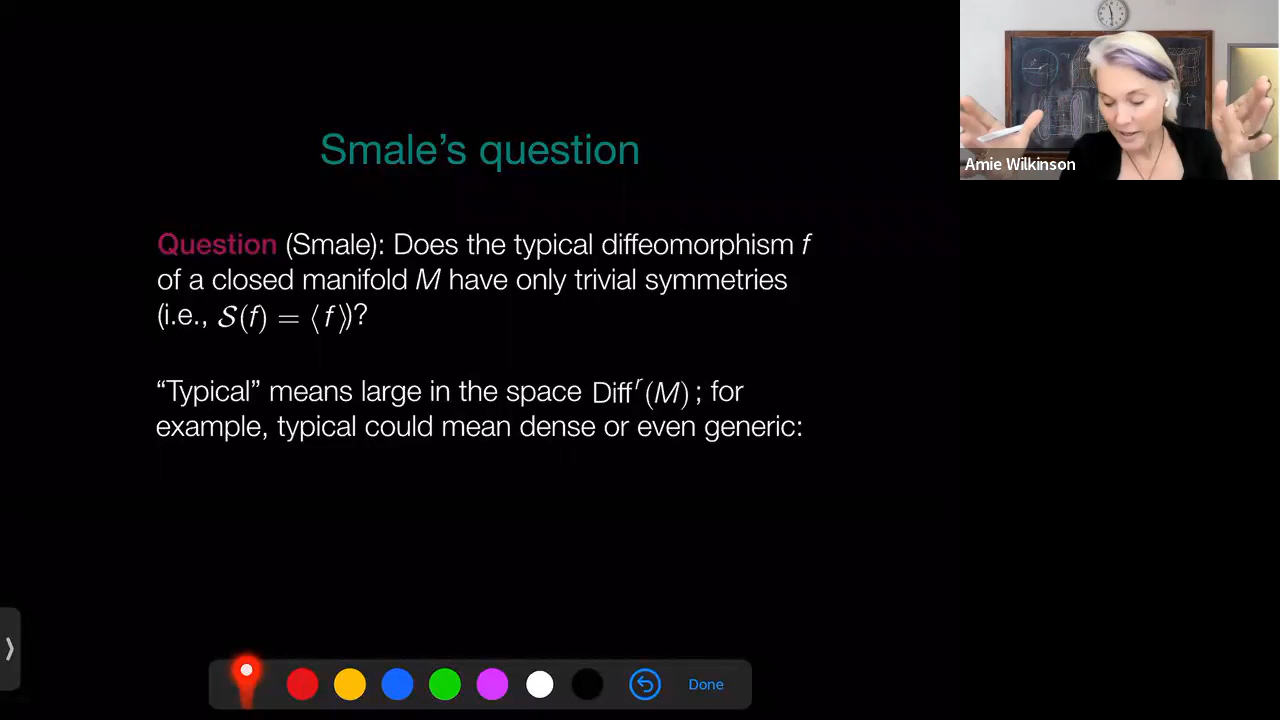 Smale's question
Question (Smale): Does the typical diffeomorphism f
of a closed manifold M have only trivial symmetries
(i.e., 𝒮(f) = ⟨f⟩)?
“Typical” means large in the space Diffʳ(M) ; for
example, typical could mean dense or even generic:
Amie Wilkinson
Done